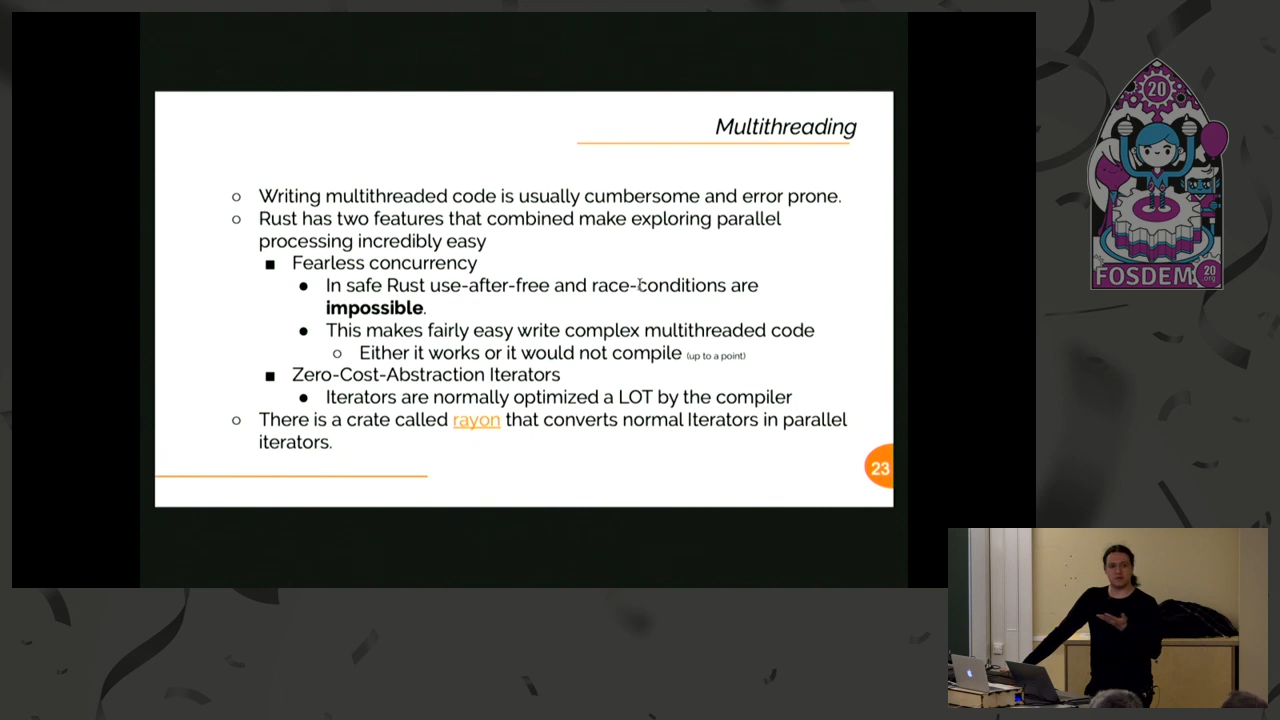 Multithreading
Writing multithreaded code is usually cumbersome and error prone.
Rust has two features that combined make exploring parallel
processing incredibly easy
Fearless concurrency
In safe Rust use-after-free and race-conditions are
impossible.
This makes fairly easy write complex multithreaded code
Either it works or it would not compile (up to a point)
Zero-Cost-Abstraction Iterators
Iterators are normally optimized a LOT by the compiler
There is a crate called rayon that converts normal Iterators in parallel
iterators.
23
20
FOSDEM 20
.org